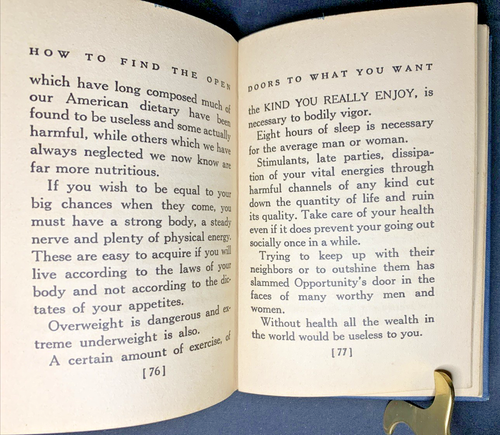 HOW TO FIND THE OPEN
which have long composed much of
our American dietary have been
found to be useless and some actually
harmful, while others which we have
always neglected we now know are
far more nutritious.
If you wish to be equal to your
big chances when they come, you
must have a strong body, a steady
nerve and plenty of physical energy.
These are easy to acquire if you will
live according to the laws of your
body and not according to the dic-
tates of your appetites.
Overweight is dangerous and ex-
treme underweight is also.
A certain amount of exercise, of
[76]
DOORS TO WHAT YOU WANT
the KIND YOU REALLY ENJOY, is
necessary to bodily vigor.
Eight hours of sleep is necessary
for the average man or woman.
Stimulants, late parties, dissipa-
tion of your vital energies through
harmful channels of any kind cut
down the quantity of life and ruin
its quality. Take care of your health
even if it does prevent your going out
socially once in a while.
Trying to keep up with their
neighbors or to outshine them has
slammed Opportunity's door in the
faces of many worthy men and
women.
Without health all the wealth in
the world would be useless to you.
[77]